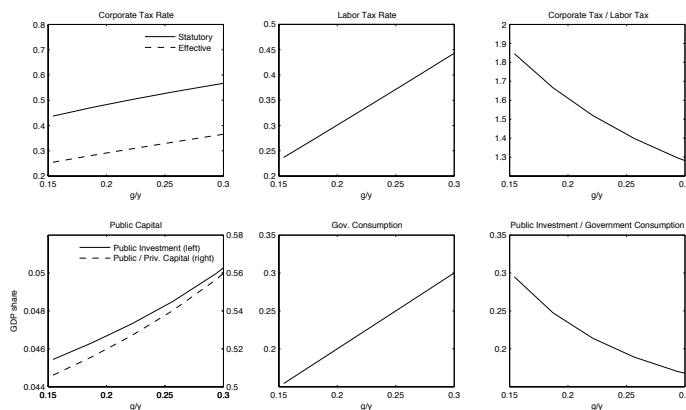 Corporate Tax Rate
0.8
0.7
0.6
0.5
0.4
0.3
0.2
Statutory
Effective
0.15 0.2 0.25 0.3
g/y
Labor Tax Rate
0.5
0.45
0.4
0.35
0.3
0.25
0.2
0.15 0.2 0.25 0.3
g/y
Corporate Tax / Labor Tax
2
1.9
1.8
1.7
1.6
1.5
1.4
1.3
0.15 0.2 0.25 0.3
g/y
Public Capital
GDP share
0.05
0.048
0.046
0.044
Public Investment (left)
Public / Priv. Capital (right)
0.58
0.56
0.54
0.52
0.5
0.15 0.2 0.25 0.3
g/y
Gov. Consumption
0.35
0.3
0.25
0.2
0.15 0.2 0.25 0.3
g/y
Public Investment / Government Consumption
0.35
0.3
0.25
0.2
0.15 0.2 0.25 0.
g/y